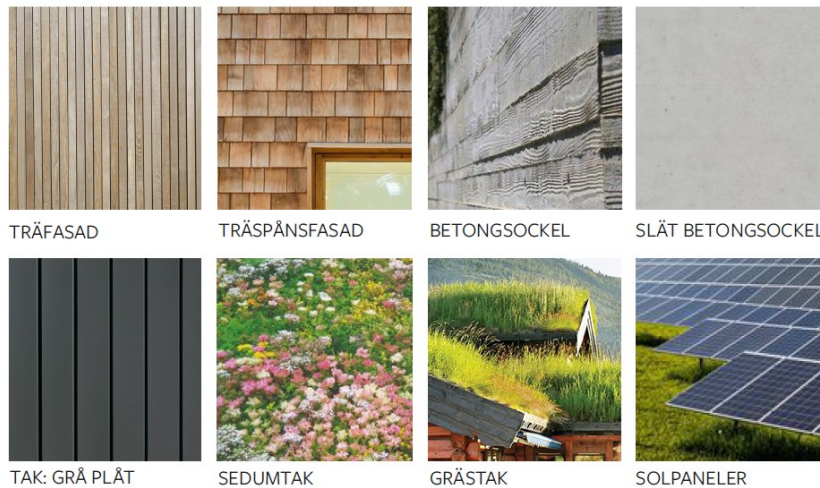 TRÄFASAD
TRÄSPÅNSFASAD
BETONGSOCKEL
SLÄT BETONGSOCKEL
TAK: GRÅ PLÅT
SEDUMTAK
GRÄSTAK
SOLPANELER